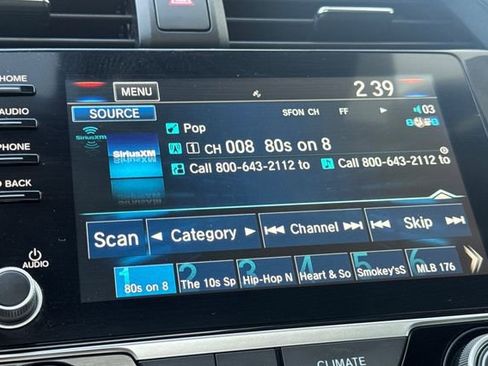 HOME
AUDIO
PHONE
D BACK
AUDIO
MENU
2 39
SOURCE
SFON CH FF
03
SiriusXM
Pop
SiriusXM
1 CH 008 80s on 8
Call 800-643-2112 to
Call 800-643-2112 to
Scan
Category
Channel
Skip
1 80s on 8
2 The 10s Sp
3 Hip-Hop N
4 Heart & So
5 Smokey'sS
6 MLB 176
CLIMATE